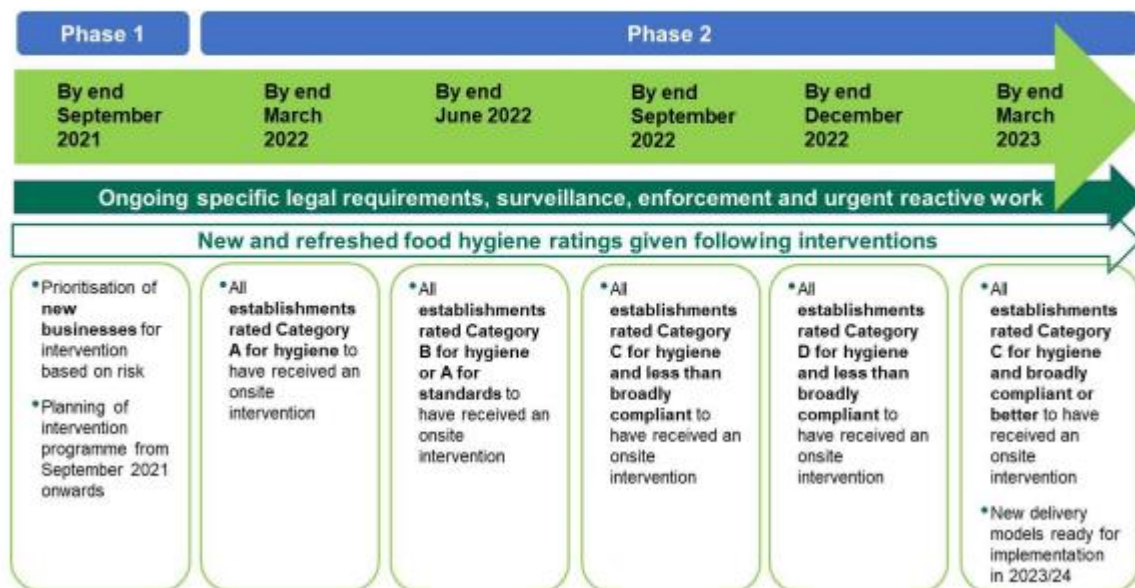 Phase 1
Phase 2
By end
September
2021
By end
March
2022
By end
June 2022
By end
September
2022
By end
December
2022
By end
March
2023
Ongoing specific legal requirements, surveillance, enforcement and urgent reactive work
New and refreshed food hygiene ratings given following interventions
•Prioritisation of
new
businesses for
intervention
based on risk
•Planning of
intervention
programme from
September 2021
onwards
•All
establishments
rated Category
A for hygiene to
have received an
onsite
intervention
•All
establishments
rated Category
B for hygiene
or A for
standards to
have received an
onsite
intervention
•All
establishments
rated Category
C for hygiene
and less than
broadly
compliant to
have received an
onsite
intervention
•All
establishments
rated Category
D for hygiene
and less than
broadly
compliant to
have received an
onsite
intervention
•All
establishments
rated Category
C for hygiene
and broadly
compliant or
better to have
received an
onsite
intervention
•New delivery
models ready for
implementation
in 2023/24